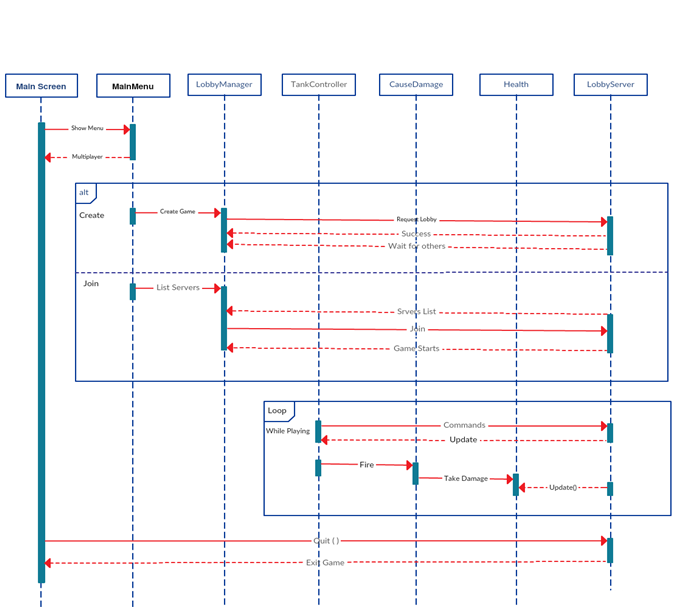 Main Screen
MainMenu
LobbyManager
TankController
CauseDamage
Health
LobbyServer
Show Menu
Multiplayer
alt
Create
Create Game
Request Lobby
Success
Wait for others
Join
List Servers
Srvers List
Join
Game Starts
Loop
While Playing
Commands
Update
Fire
Take Damage
Update()
Quit ( )
Exit Game